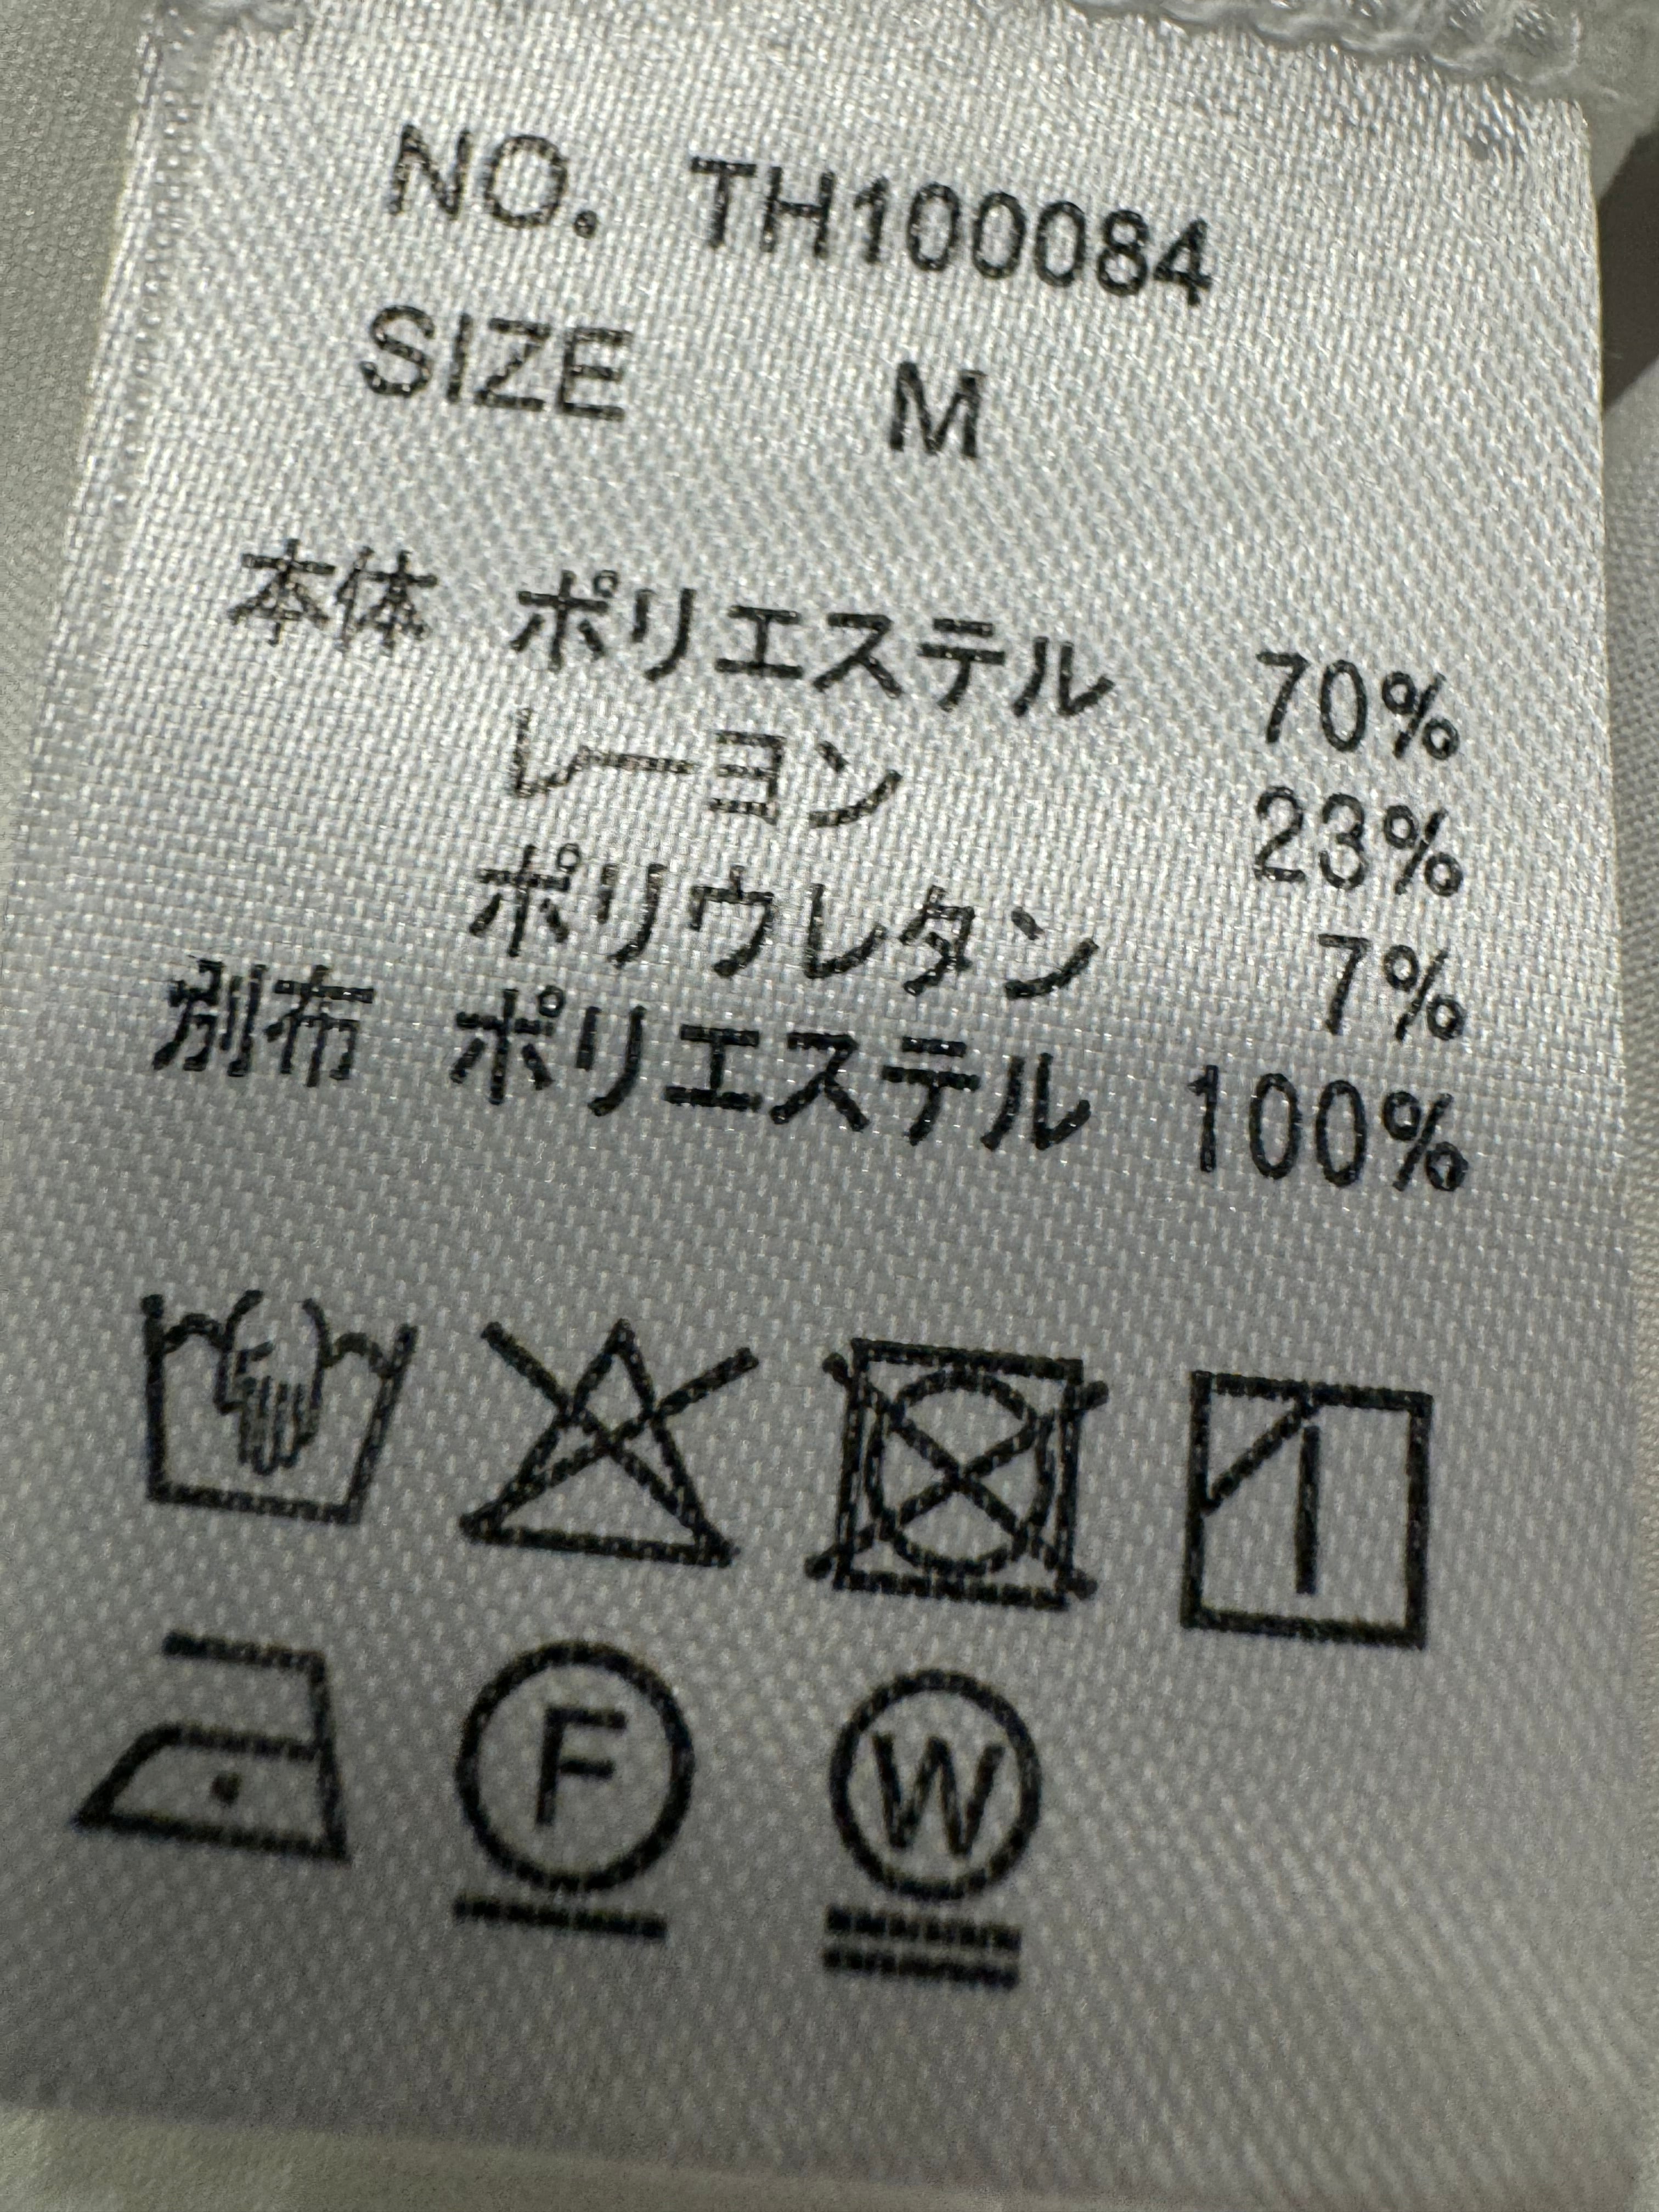 NO. TH100084
SIZE M
本体 ポリエステル 70%
レーヨン 23%
ポリウレタン 7%
別布 ポリエステル 100%
F W